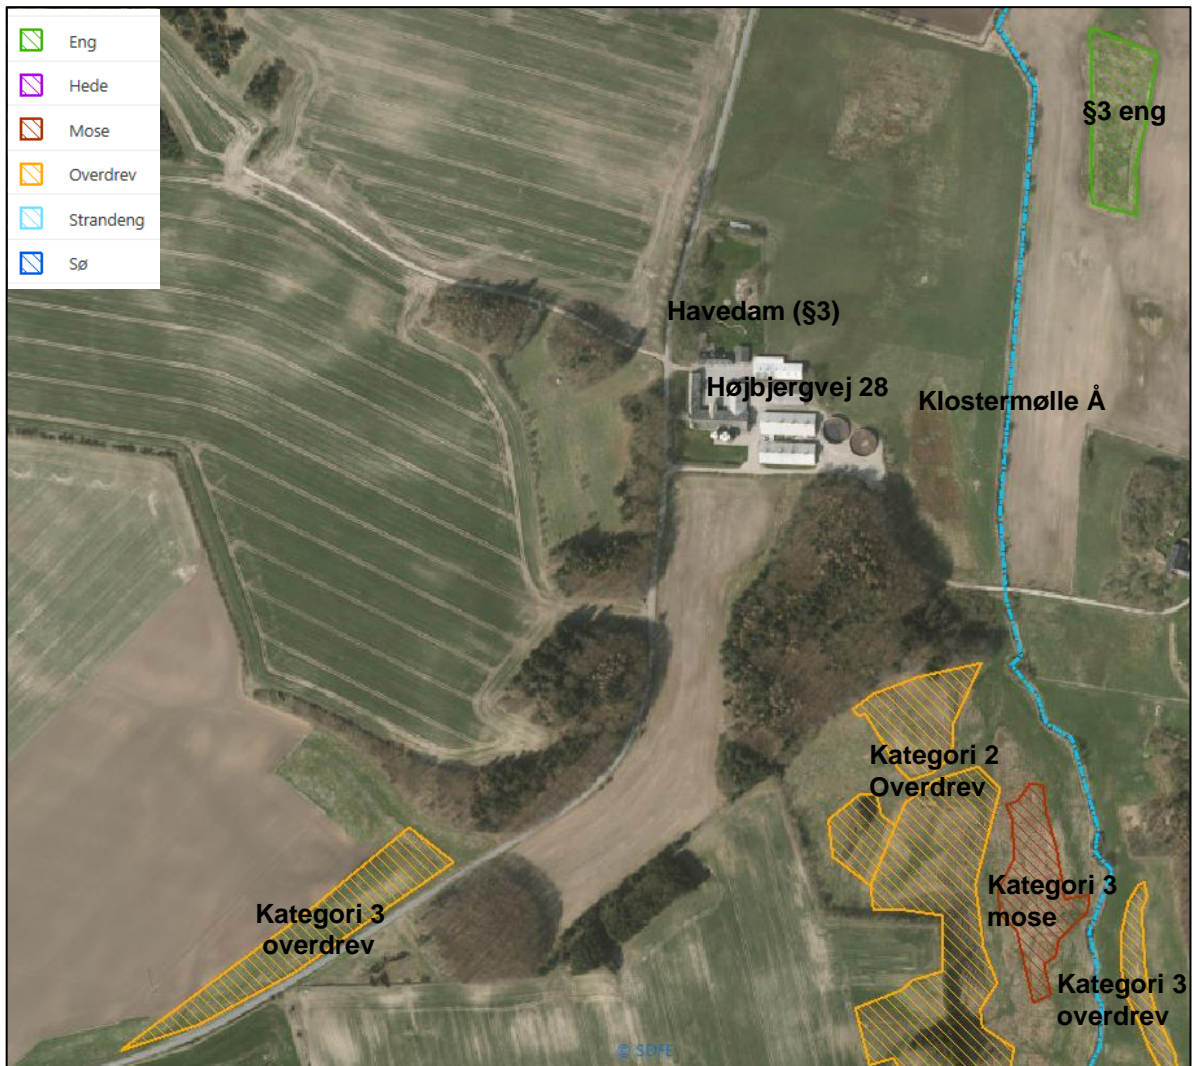 Eng
Hede
Mose
Overdrev
Strandeng
Sø
§3 eng
Havedam (§3)
Højbjergvej 28
Klostermølle Å
Kategori 2
Overdrev
Kategori 3
mose
Kategori 3
overdrev
Kategori 3
overdrev
© SDFE